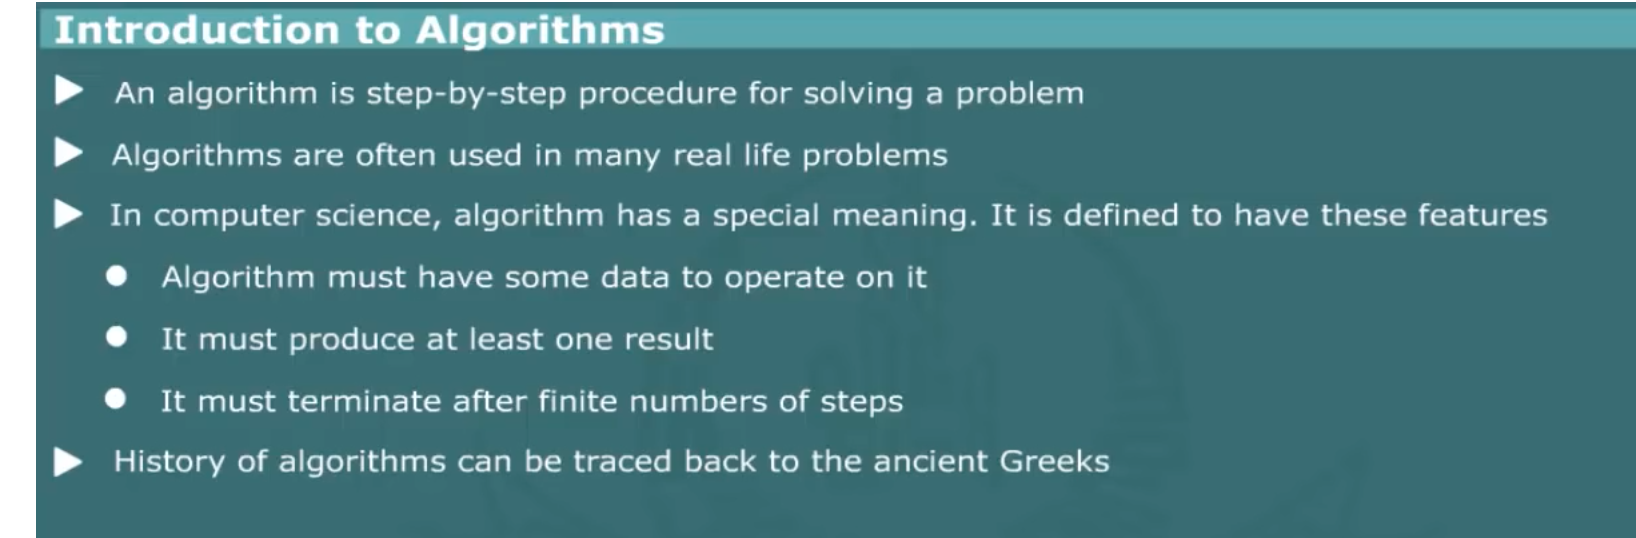 Introduction to Algorithms
An algorithm is step-by-step procedure for solving a problem
Algorithms are often used in many real life problems
In computer science, algorithm has a special meaning. It is defined to have these features
Algorithm must have some data to operate on it
It must produce at least one result
It must terminate after finite numbers of steps
History of algorithms can be traced back to the ancient Greeks